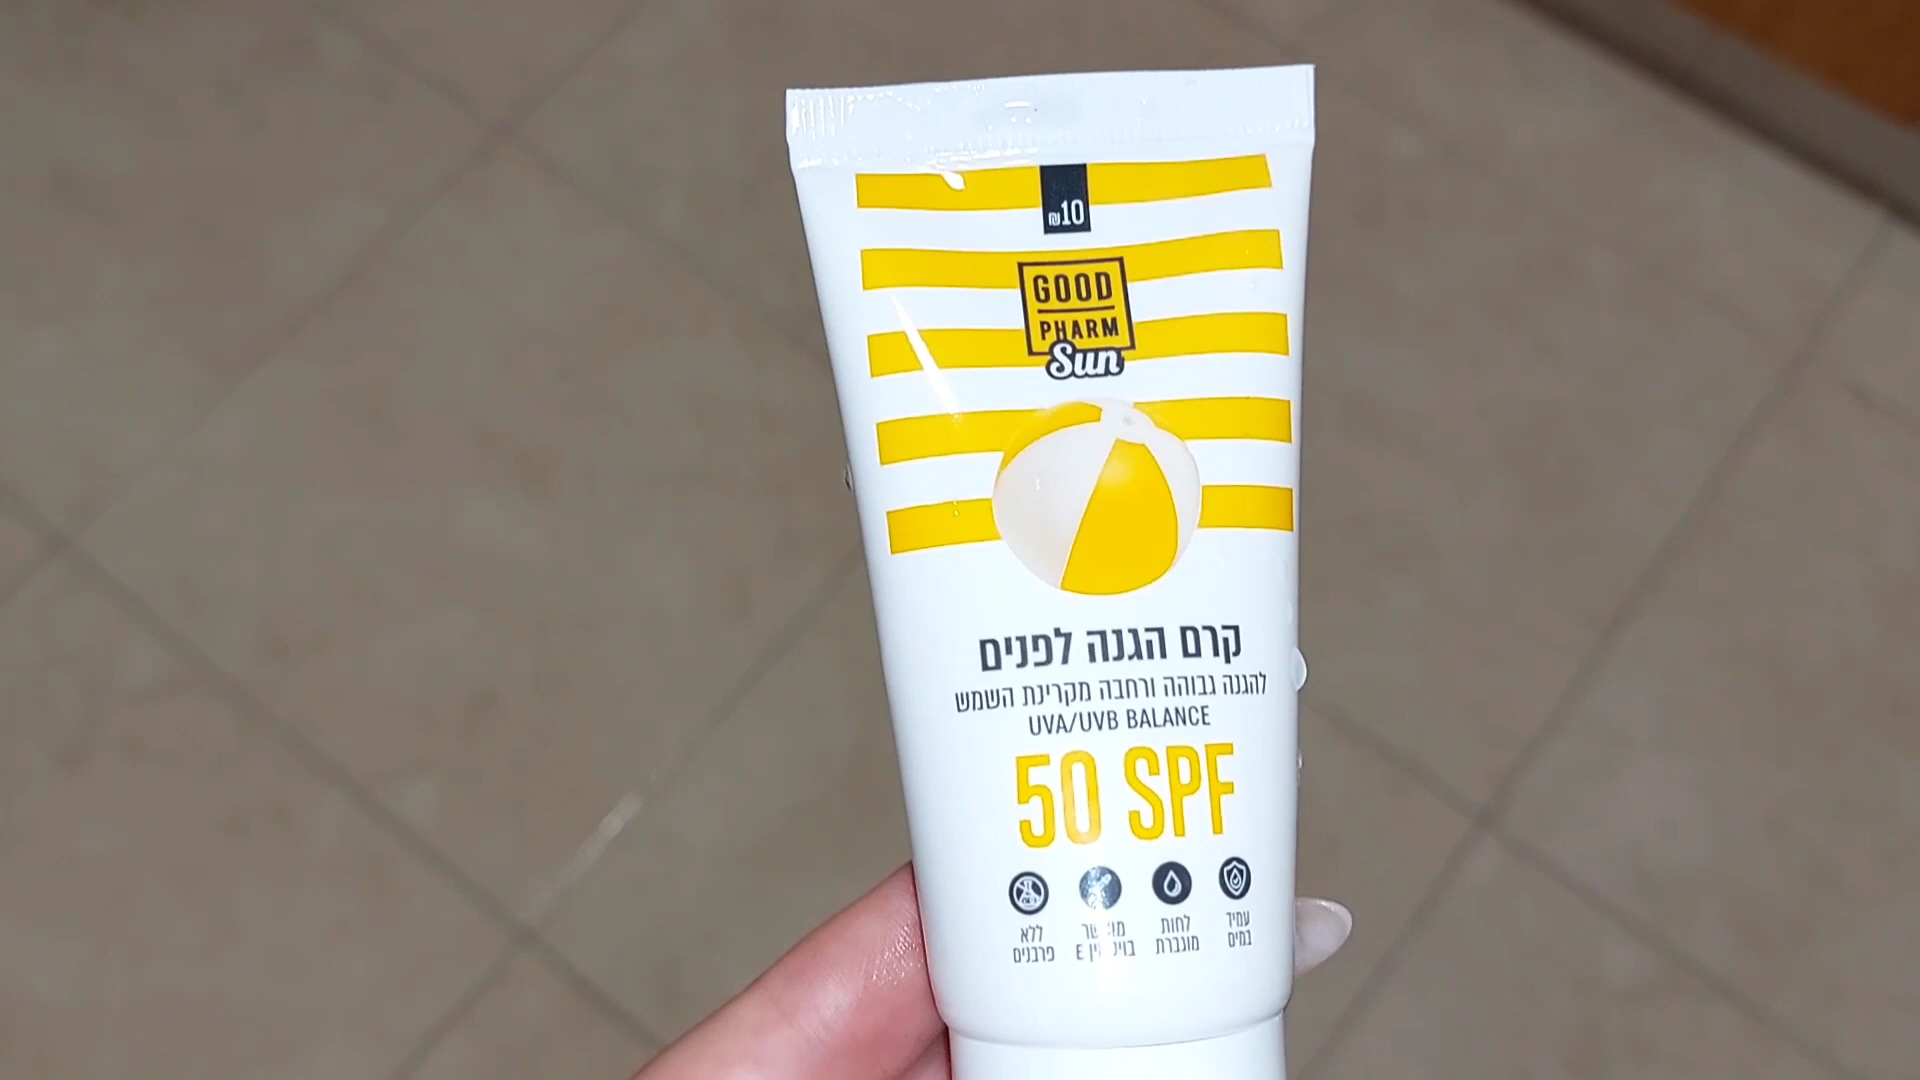 ₪10
GOOD
PHARM
Sun
קרם הגנה לפנים
להגנה גבוהה ורחבה מקרינת השמש
UVA/UVB BALANCE
50 SPF
עמיד
במים
לחות
מוגברת
E
ללא
פרבנים